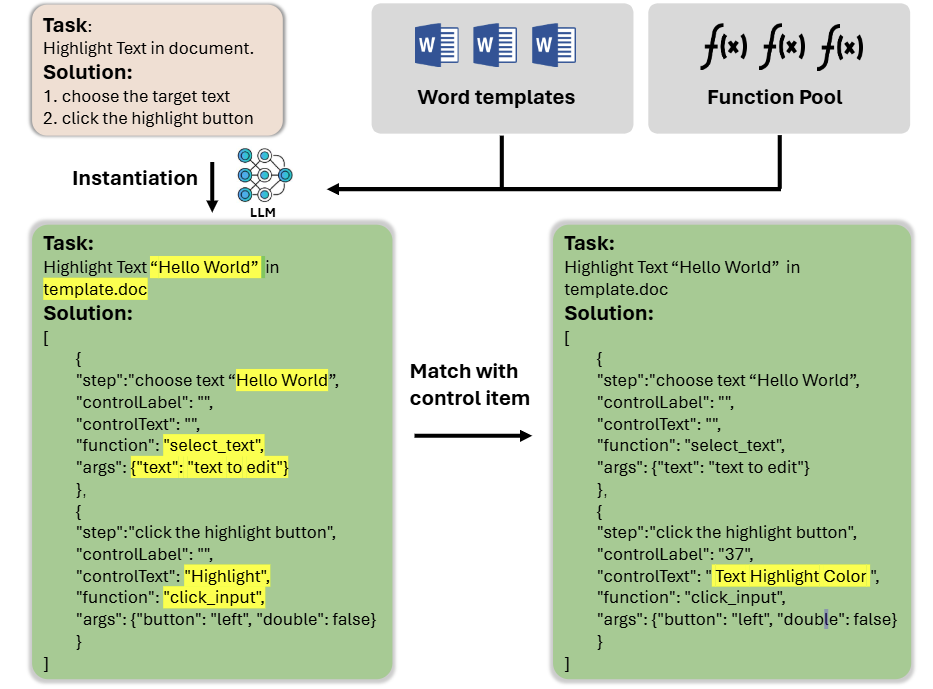 Task:
Highlight Text in document.
Solution:
1. choose the target text
2. click the highlight button
W W W
Word templates
f(x) f(x) f(x)
Function Pool
Instantiation
LLM
Task:
Highlight Text “Hello World” in
template.doc
Solution:
[
{
"step":"choose text “Hello World”,
"controlLabel": "",
"controlText": "",
"function": "select_text",
"args": {"text": "text to edit"}
},
{
"step":"click the highlight button",
"controlLabel": "",
"controlText": "Highlight",
"function": "click_input",
"args": {"button": "left", "double": false}
}
]
Match with
control item
Task:
Highlight Text “Hello World” in
template.doc
Solution:
[
{
"step":"choose text “Hello World”,
"controlLabel": "",
"controlText": "",
"function": "select_text",
"args": {"text": "text to edit"}
},
{
"step":"click the highlight button",
"controlLabel": "37",
"controlText": " Text Highlight Color ",
"function": "click_input",
"args": {"button": "left", "double": false}
}
]